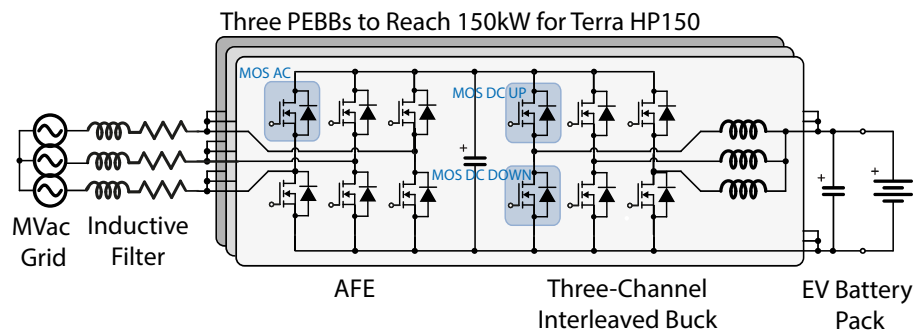 Three PEBBs to Reach 150kW for Terra HP150
MOS AC
MOS DC UP
+
MOS DC DOWN
+
+
MVac
Grid
Inductive
Filter
AFE
Three-Channel
Interleaved Buck
EV Battery
Pack